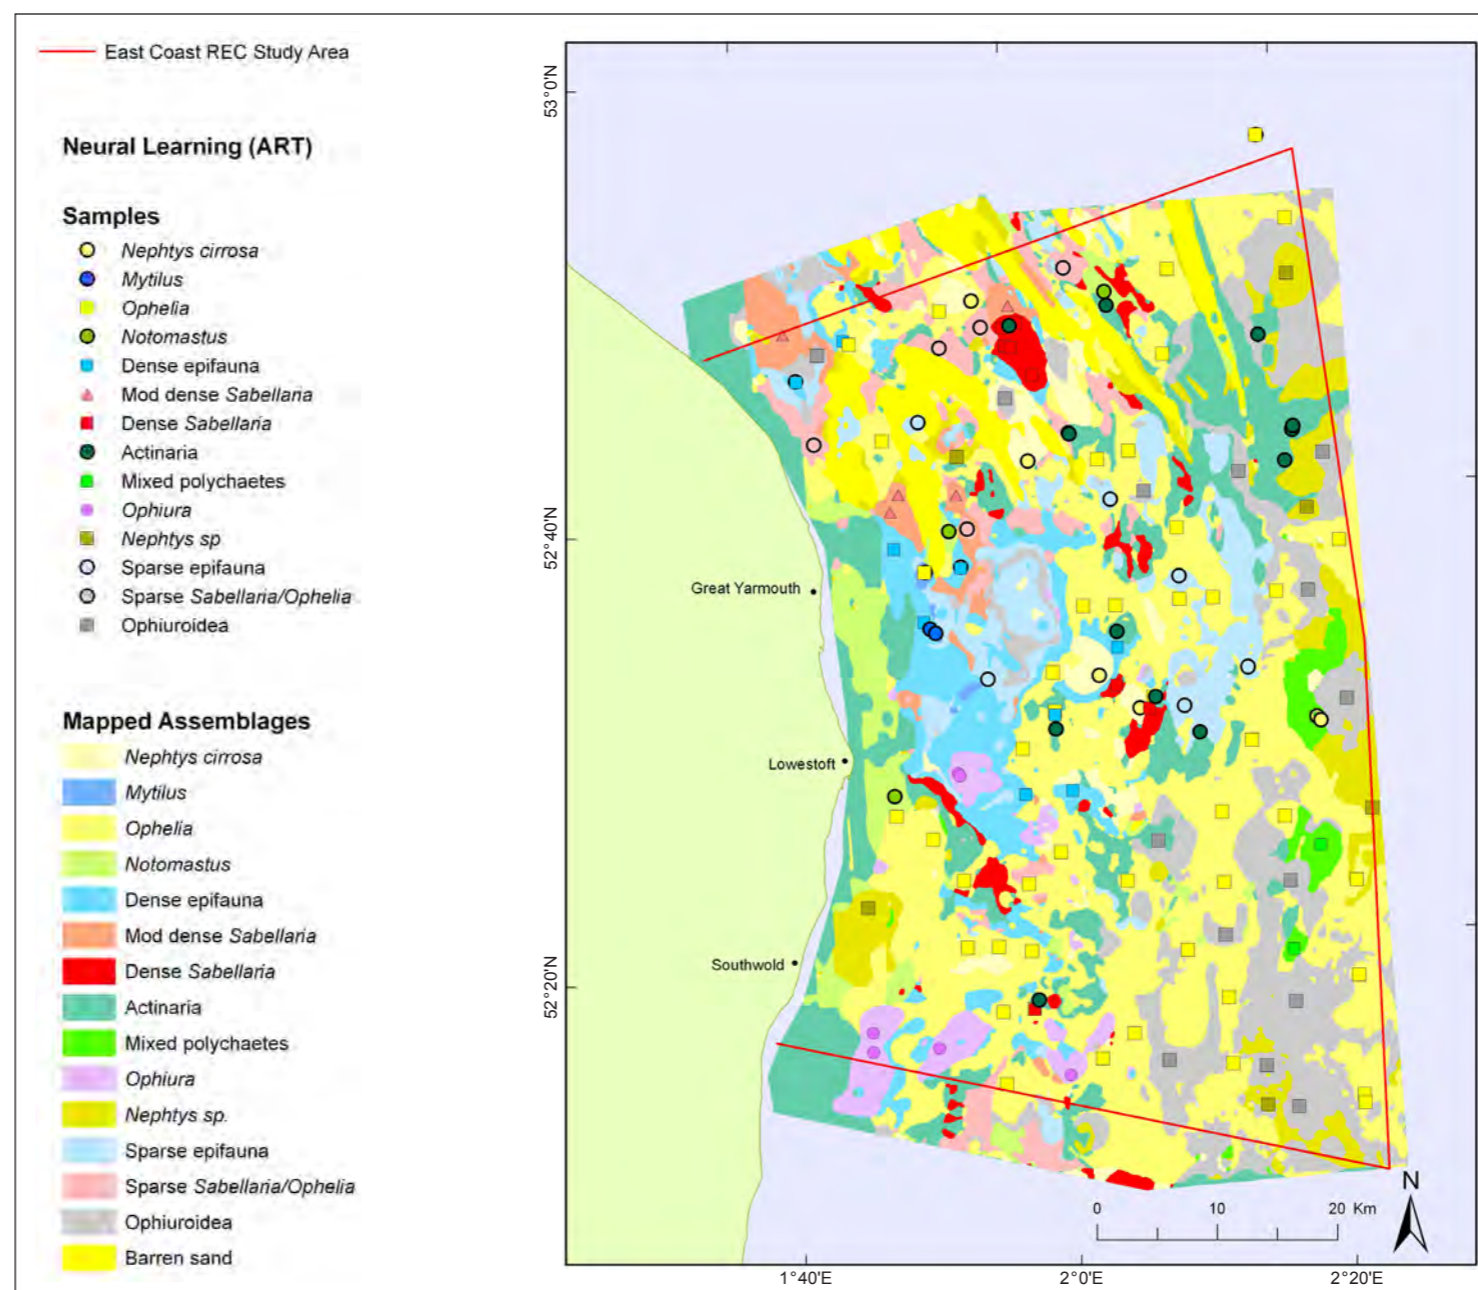 East Coast REC Study Area
Neural Learning (ART)
Samples
Nephtys cirrosa
Mytilus
Ophelia
Notomastus
Dense epifauna
Mod dense Sabellaria
Dense Sabellaria
Actinaria
Mixed polychaetes
Ophiura
Nephtys sp
Sparse epifauna
Sparse Sabellaria/Ophelia
Ophiuroidea
Mapped Assemblages
Nephtys cirrosa
Mytilus
Ophelia
Notomastus
Dense epifauna
Mod dense Sabellaria
Dense Sabellaria
Actinaria
Mixed polychaetes
Ophiura
Nephtys sp.
Sparse epifauna
Sparse Sabellaria/Ophelia
Ophiuroidea
Barren sand
53°0'N
52°40'N
52°20'N
Great Yarmouth
Lowestoft
Southwold
N
0 10 20 Km
1°40'E 2°0'E 2°20'E